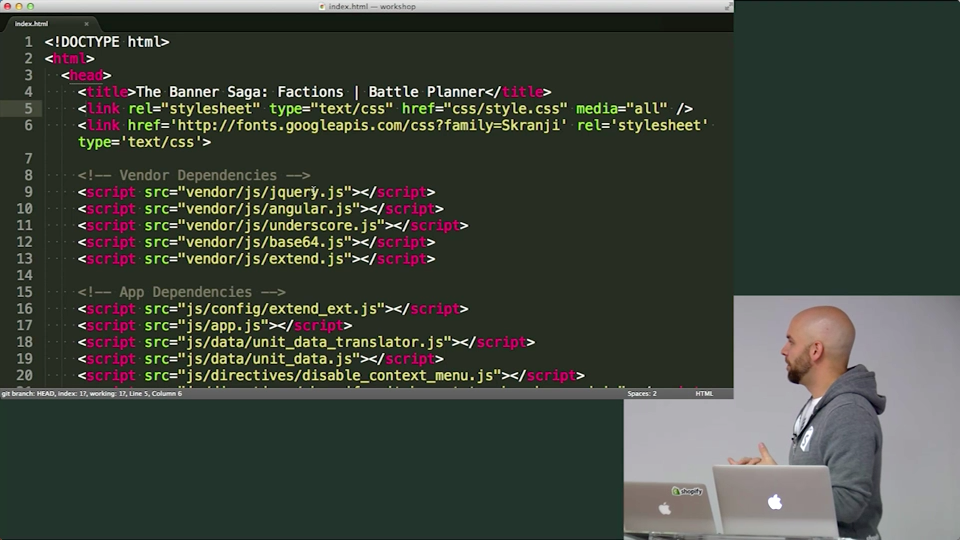 index.html — workshop
index.html
1 <!DOCTYPE html>
2 <html>
3 <head>
4 <title>The Banner Saga: Factions | Battle Planner</title>
5 <link rel="stylesheet" type="text/css" href="css/style.css" media="all" />
6 <link href='http://fonts.googleapis.com/css?family=Skranji' rel='stylesheet'
type='text/css'>
7
8 <!-- Vendor Dependencies -->
9 <script src="vendor/js/jquery.js"></script>
10 <script src="vendor/js/angular.js"></script>
11 <script src="vendor/js/underscore.js"></script>
12 <script src="vendor/js/base64.js"></script>
13 <script src="vendor/js/extend.js"></script>
14
15 <!-- App Dependencies -->
16 <script src="js/config/extend_ext.js"></script>
17 <script src="js/app.js"></script>
18 <script src="js/data/unit_data_translator.js"></script>
19 <script src="js/data/unit_data.js"></script>
20 <script src="js/directives/disable_context_menu.js"></script>
git branch: HEAD, index: 17, working: 17, Line 5, Column 6
Spaces: 2
HTML
shopify